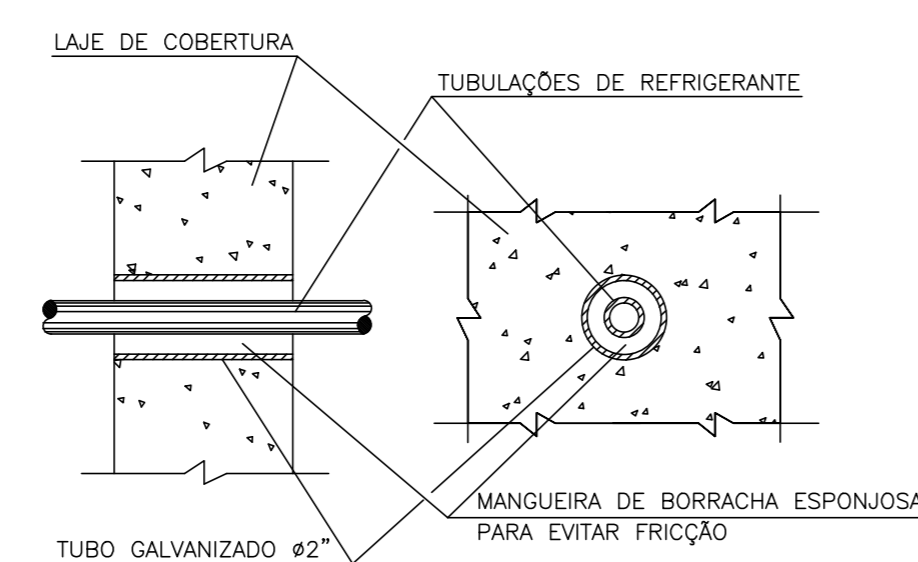 LAJE DE COBERTURA
TUBULAÇÕES DE REFRIGERANTE
MANGUEIRA DE BORRACHA ESPONJOSA
PARA EVITAR FRICÇÃO
TUBO GALVANIZADO ø2"